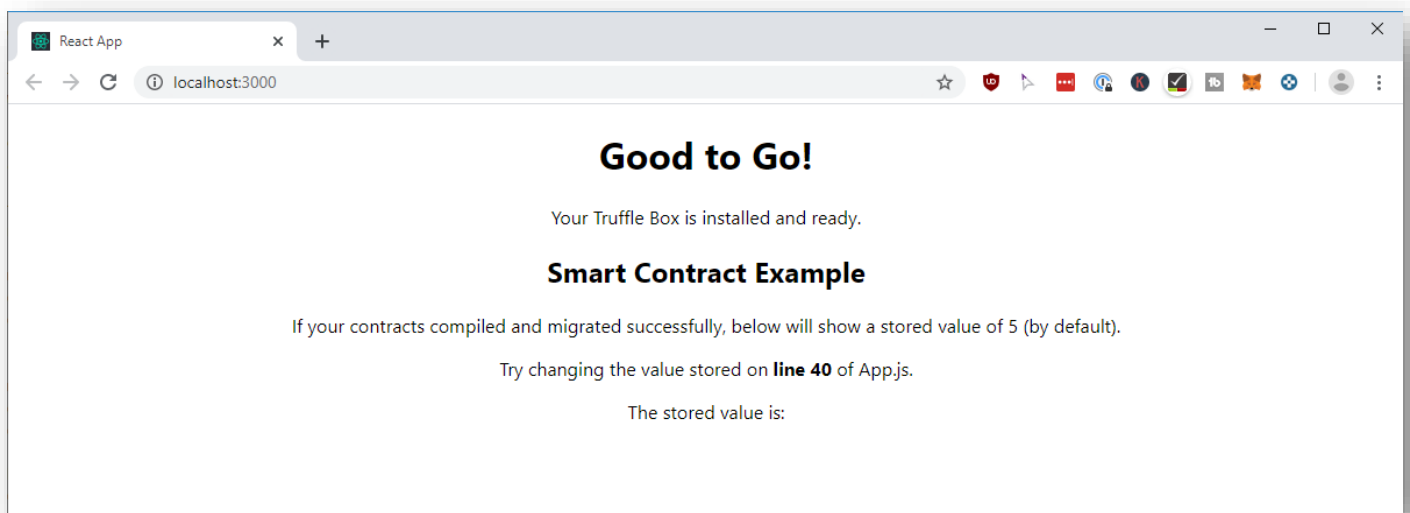 React App
localhost:3000
Good to Go!
Your Truffle Box is installed and ready.
Smart Contract Example
If your contracts compiled and migrated successfully, below will show a stored value of 5 (by default).
Try changing the value stored on line 40 of App.js.
The stored value is: